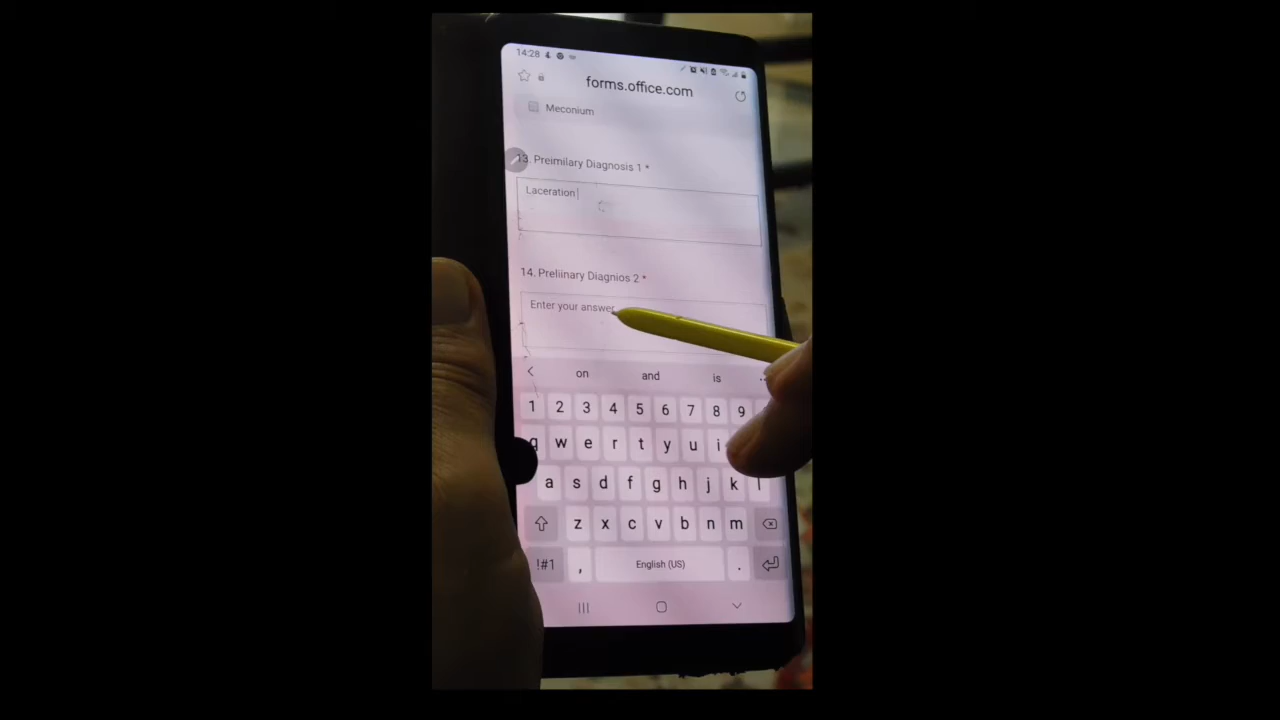 14:28
forms.office.com
Meconium
13. Preimilary Diagnosis 1 *
Laceration
14. Preliinary Diagnios 2 *
Enter your answer
on and is
1 2 3 4 5 6 7 8 9
q w e r t y u i
a s d f g h j k l
z x c v b n m
!#1 , English (US) .